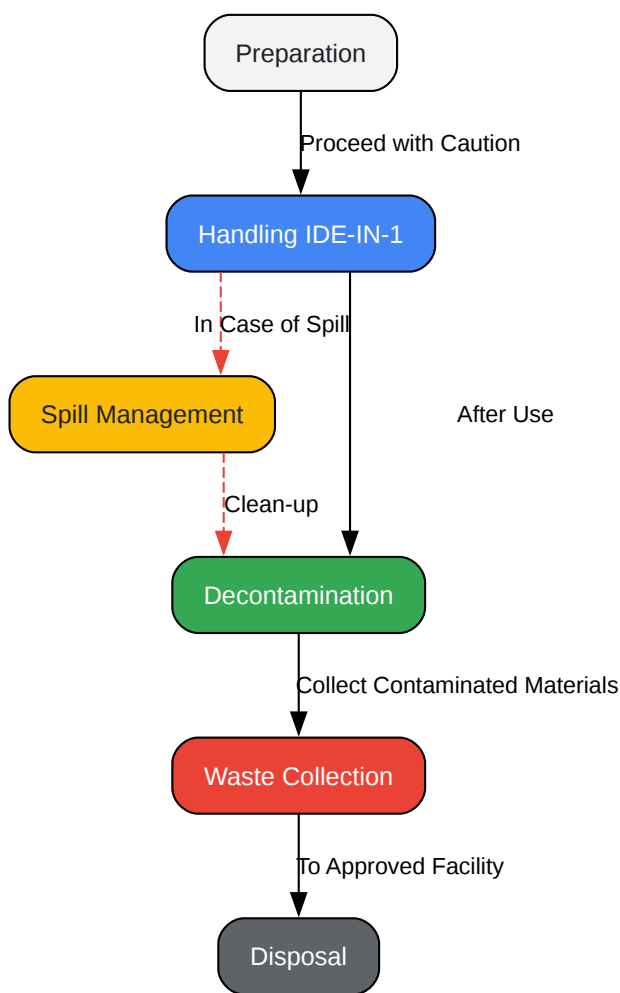 Preparation
Proceed with Caution
Handling IDE-IN-1
In Case of Spill
Spill Management
After Use
Clean-up
Decontamination
Collect Contaminated Materials
Waste Collection
To Approved Facility
Disposal